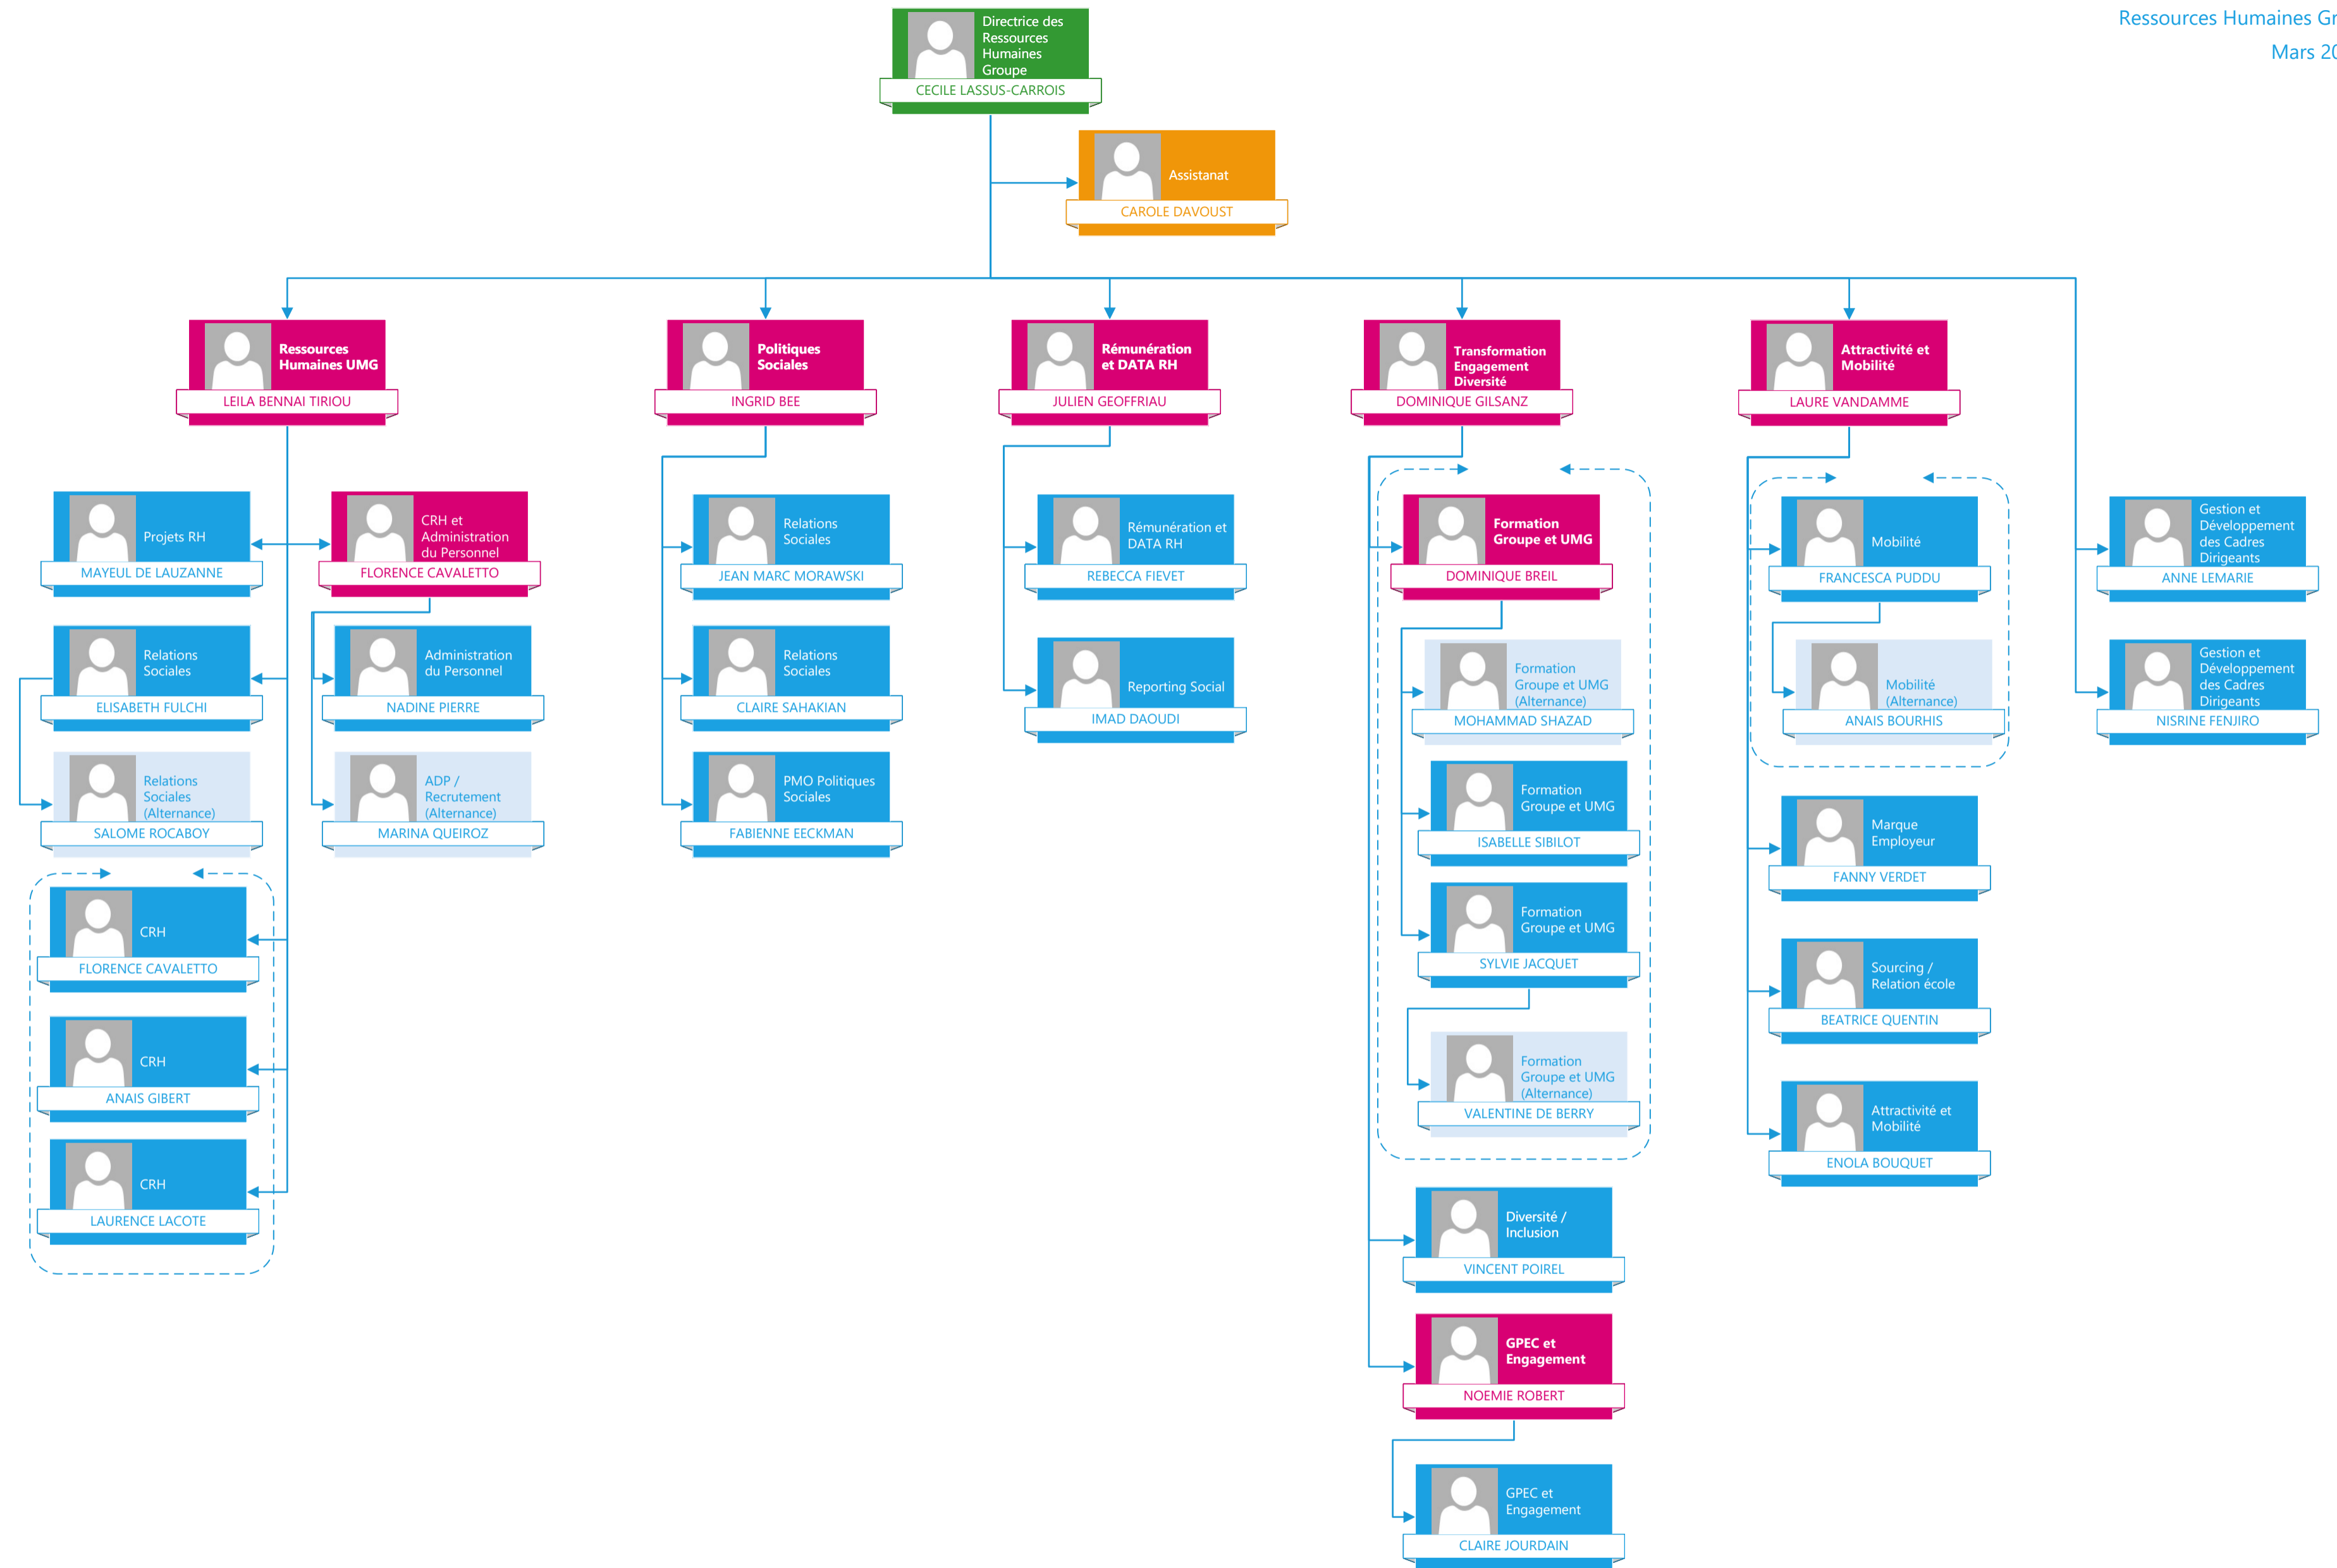 Ressources Humaines Gr
Mars 20
Directrice des
Ressources
Humaines
Groupe
CECILE LASSUS-CARROIS
Assistanat
CAROLE DAVOUST
Ressources
Humaines UMG
LEILA BENNAI TIRIOU
Politiques
Sociales
INGRID BEE
Rémunération
et DATA RH
JULIEN GEOFFRIAU
Transformation
Engagement
Diversité
DOMINIQUE GILSANZ
Attractivité et
Mobilité
LAURE VANDAMME
Projets RH
MAYEUL DE LAUZANNE
CRH et
Administration
du Personnel
FLORENCE CAVALETTO
Relations
Sociales
ELISABETH FULCHI
Administration
du Personnel
NADINE PIERRE
Relations
Sociales
(Alternance)
SALOME ROCABOY
ADP /
Recrutement
(Alternance)
MARINA QUEIROZ
CRH
FLORENCE CAVALETTO
CRH
ANAIS GIBERT
CRH
LAURENCE LACOTE
Relations
Sociales
JEAN MARC MORAWSKI
Relations
Sociales
CLAIRE SAHAKIAN
PMO Politiques
Sociales
FABIENNE EECKMAN
Rémunération et
DATA RH
REBECCA FIEVET
Reporting Social
IMAD DAOUDI
Formation
Groupe et UMG
DOMINIQUE BREIL
Formation
Groupe et UMG
(Alternance)
MOHAMMAD SHAZAD
Formation
Groupe et UMG
ISABELLE SIBILOT
Formation
Groupe et UMG
SYLVIE JACQUET
Formation
Groupe et UMG
(Alternance)
VALENTINE DE BERRY
Diversité /
Inclusion
VINCENT POIREL
GPEC et
Engagement
NOEMIE ROBERT
GPEC et
Engagement
CLAIRE JOURDAIN
Mobilité
FRANCESCA PUDDU
Mobilité
(Alternance)
ANAIS BOURHIS
Marque
Employeur
FANNY VERDET
Sourcing /
Relation école
BEATRICE QUENTIN
Attractivité et
Mobilité
ENOLA BOUQUET
Gestion et
Développement
des Cadres
Dirigeants
ANNE LEMARIE
Gestion et
Développement
des Cadres
Dirigeants
NISRINE FENJIRO